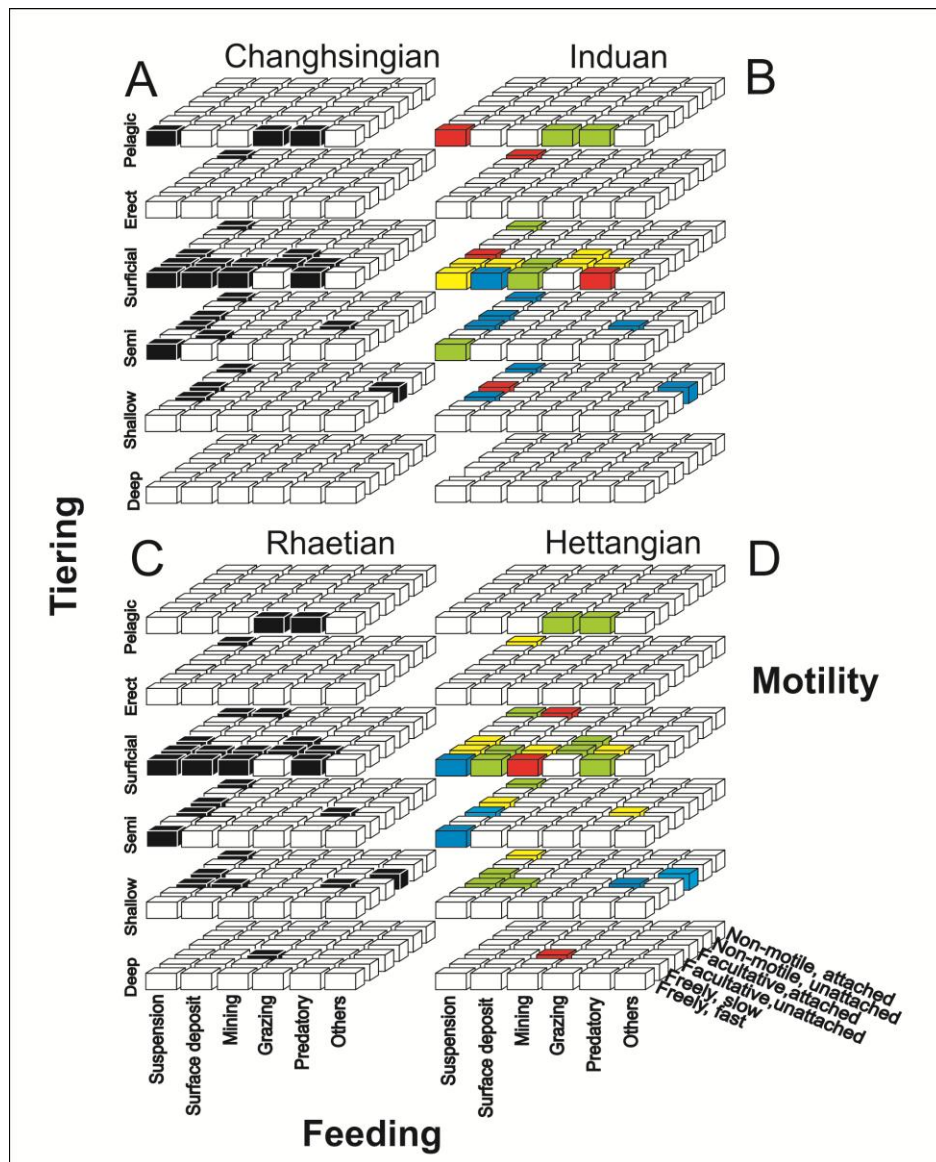 A
Changhsingian
Induan
B
Pelagic
Erect
Surficial
Semi
Shallow
Deep
Tiering
C
Rhaetian
Hettangian
D
Pelagic
Erect
Surficial
Semi
Shallow
Deep
Motility
Non-motile, attached
Non-motile, unattached
Facultative, attached
Facultative, unattached
Freely, slow
Freely, fast
Suspension
Surface deposit
Mining
Grazing
Predatory
Others
Suspension
Surface deposit
Mining
Grazing
Predatory
Others
Feeding